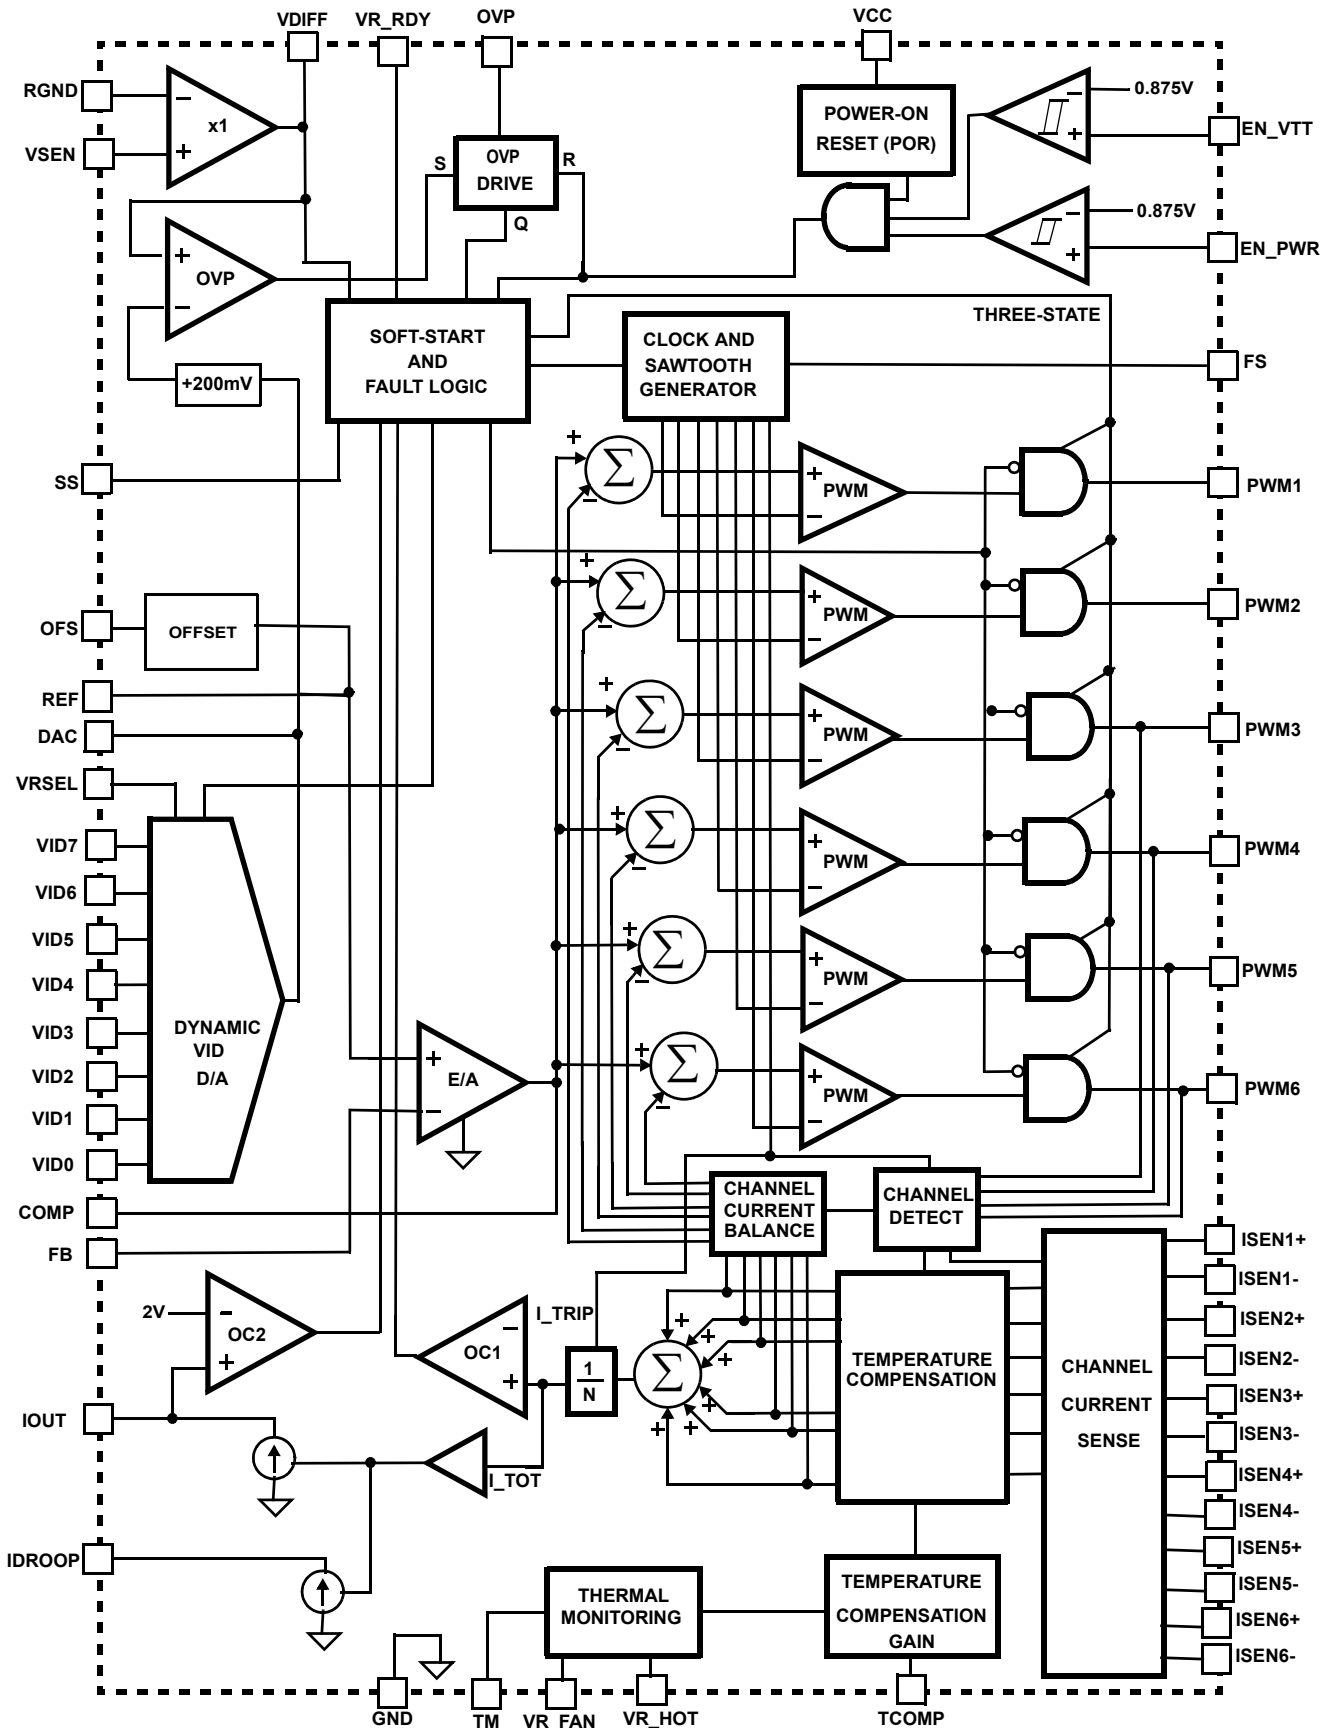 VDIFF
VR_RDY
OVP
VCC
RGND
VSEN
−
+
x1
S
OVP
DRIVE
R
Q
POWER-ON
RESET (POR)
−
+
0.875V
EN_VTT
−
+
0.875V
EN_PWR
+
−
OVP
+200mV
SOFT-START
AND
FAULT LOGIC
CLOCK AND
SAWTOOTH
GENERATOR
THREE-STATE
FS
SS
+
−
Σ
+
−
PWM
PWM1
+
−
Σ
+
−
PWM
PWM2
OFS
OFFSET
REF
DAC
VRSEL
+
−
Σ
+
−
PWM
PWM3
+
−
Σ
+
−
PWM
PWM4
VID7
VID6
VID5
VID4
VID3
VID2
VID1
VID0
DYNAMIC
VID
D/A
+
−
Σ
+
−
PWM
PWM5
+
−
E/A
+
−
Σ
+
−
PWM
PWM6
COMP
FB
CHANNEL
CURRENT
BALANCE
CHANNEL
DETECT
2V
−
+
OC2
I_TRIP
−
+
OC1
1
N
Σ
+
+
+
+
+
+
TEMPERATURE
COMPENSATION
CHANNEL
CURRENT
SENSE
ISEN1+
ISEN1-
ISEN2+
ISEN2-
ISEN3+
ISEN3-
ISEN4+
ISEN4-
ISEN5+
ISEN5-
ISEN6+
ISEN6-
IOUT
I_TOT
IDROOP
THERMAL
MONITORING
TEMPERATURE
COMPENSATION
GAIN
GND
TM
VR_FAN
VR_HOT
TCOMP